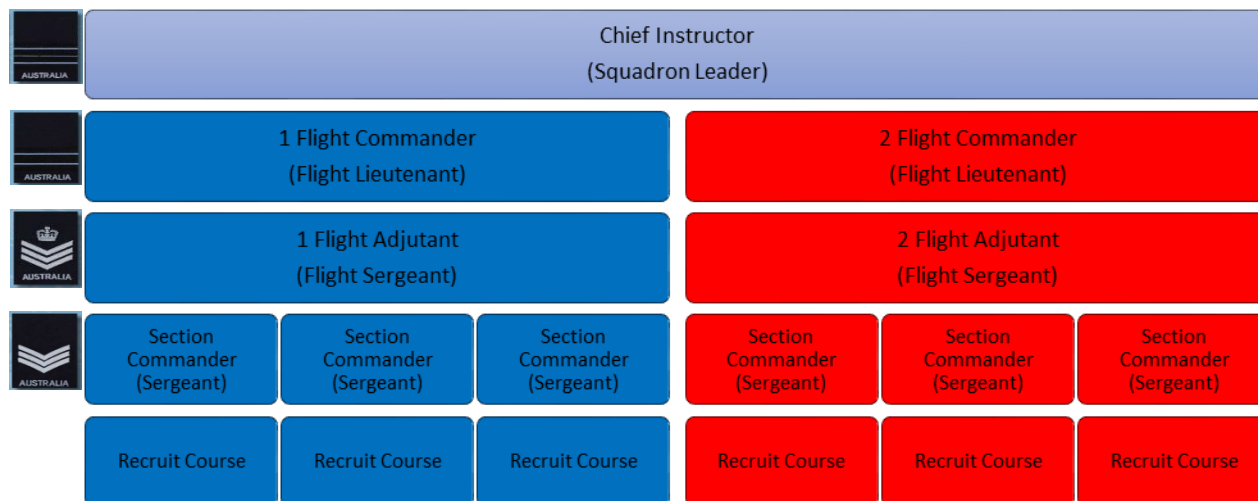 AUSTRALIA
Chief Instructor
(Squadron Leader)
AUSTRALIA
1 Flight Commander
(Flight Lieutenant)
2 Flight Commander
(Flight Lieutenant)
AUSTRALIA
1 Flight Adjutant
(Flight Sergeant)
2 Flight Adjutant
(Flight Sergeant)
AUSTRALIA
Section
Commander
(Sergeant)
Section
Commander
(Sergeant)
Section
Commander
(Sergeant)
Section
Commander
(Sergeant)
Section
Commander
(Sergeant)
Section
Commander
(Sergeant)
Recruit Course
Recruit Course
Recruit Course
Recruit Course
Recruit Course
Recruit Course